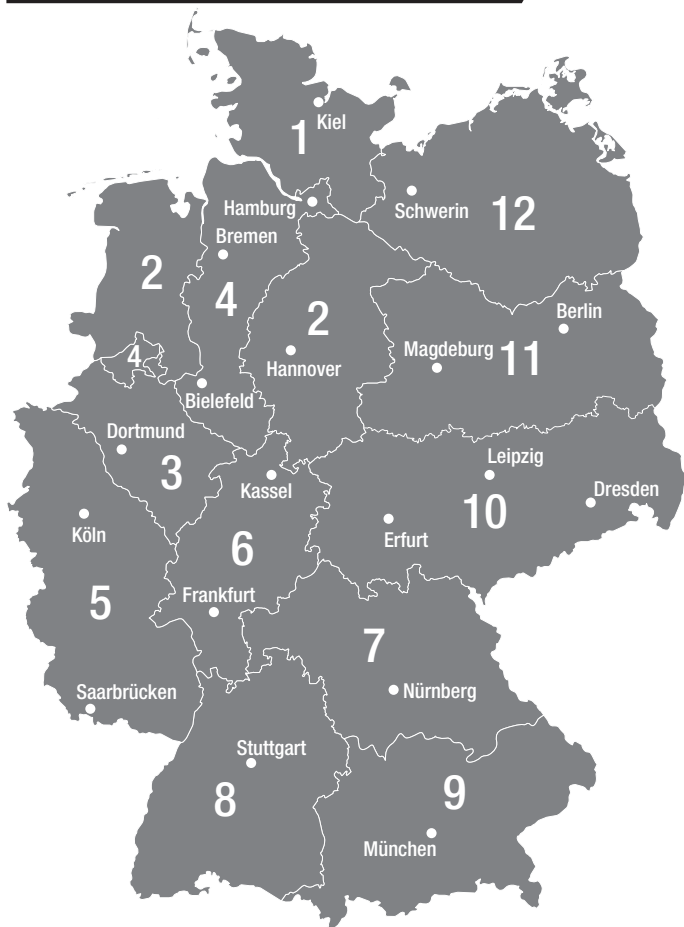 Kiel
1
Hamburg
Schwerin
12
Bremen
2
4
2
Berlin
Magdeburg
11
4
Hannover
Bielefeld
Dortmund
3
Kassel
Leipzig
Dresden
10
Köln
Erfurt
6
Frankfurt
5
7
Saarbrücken
Nürnberg
Stuttgart
8
9
München